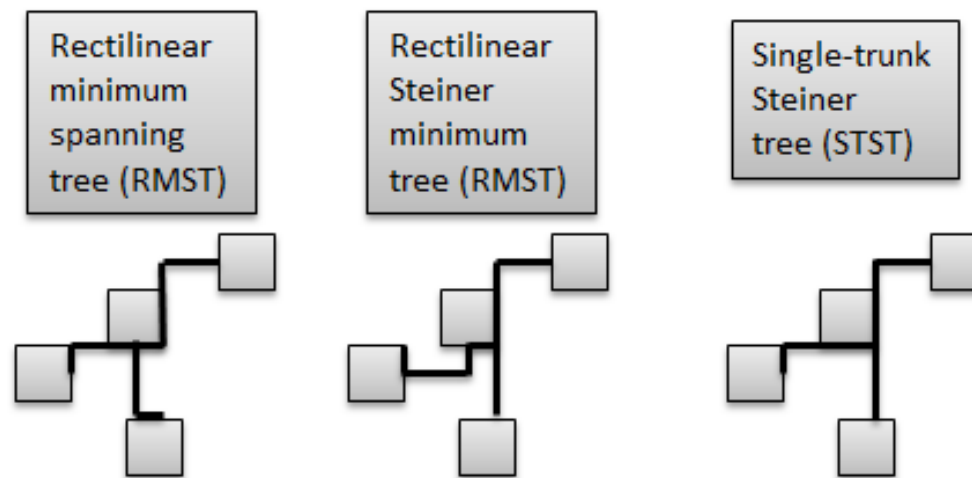 Rectilinear
minimum
spanning
tree (RMST)
Rectilinear
Steiner
minimum
tree (RMST)
Single-trunk
Steiner
tree (STST)